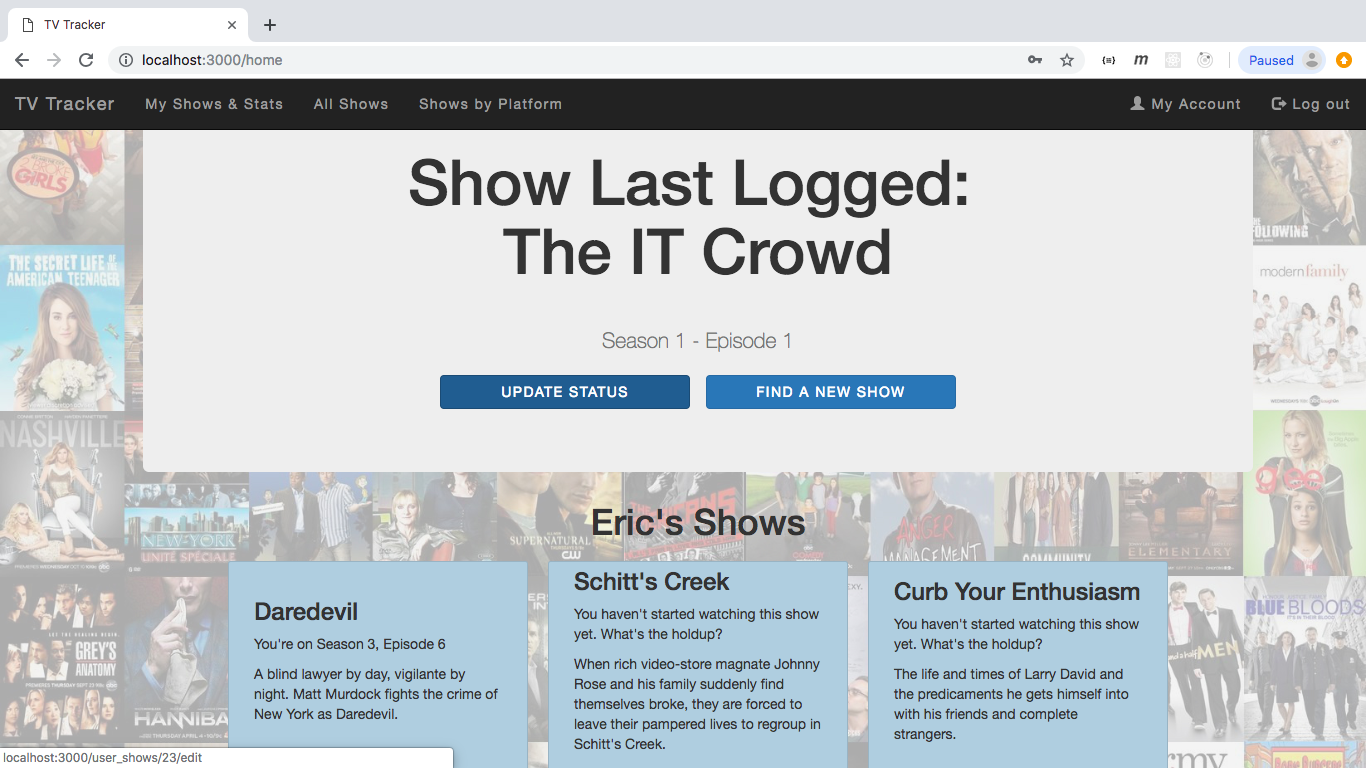 TV Tracker
localhost:3000/home
{≡}
m
Paused
TV Tracker
My Shows & Stats
All Shows
Shows by Platform
My Account
Log out
Show Last Logged:
The IT Crowd
Season 1 - Episode 1
UPDATE STATUS
FIND A NEW SHOW
2 BROKE
GIRLS
THE SECRET LIFE OF THE
AMERICAN TEENAGER
NASHVILLE
FOLLOWING
modern family
glee
NEW YORK
UNITÉ SPÉCIALE
SUPERNATURAL
CW
ANGER
MANAGEMENT
COMMUNITY
ELEMENTARY
Eric's Shows
Daredevil
You're on Season 3, Episode 6
A blind lawyer by day, vigilante by
night. Matt Murdock fights the crime of
New York as Daredevil.
Schitt's Creek
You haven't started watching this show
yet. What's the holdup?
When rich video-store magnate Johnny
Rose and his family suddenly find
themselves broke, they are forced to
leave their pampered lives to regroup in
Schitt's Creek.
Curb Your Enthusiasm
You haven't started watching this show
yet. What's the holdup?
The life and times of Larry David and
the predicaments he gets himself into
with his friends and complete
strangers.
GREY'S
ANATOMY
HANNIBA
MEN
BLUE BLOODS
localhost:3000/user_shows/23/edit